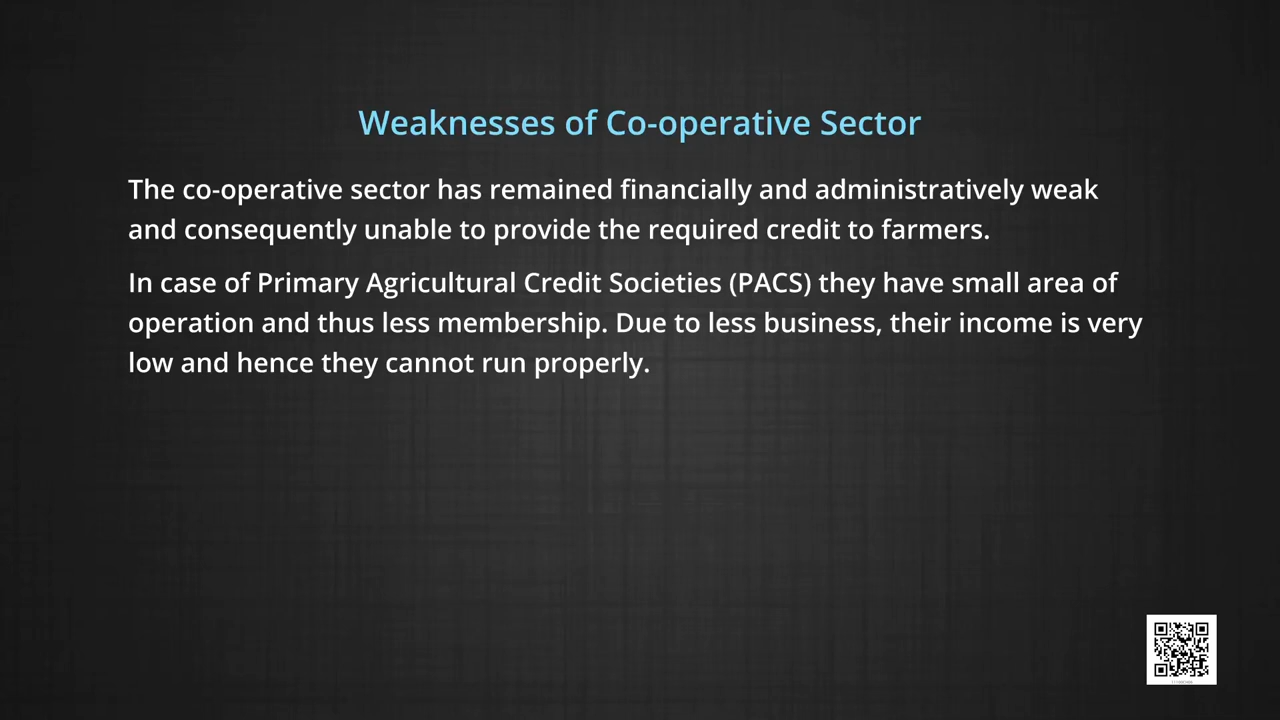 Weaknesses of Co-operative Sector
The co-operative sector has remained financially and administratively weak
and consequently unable to provide the required credit to farmers.
In case of Primary Agricultural Credit Societies (PACS) they have small area of
operation and thus less membership. Due to less business, their income is very
low and hence they cannot run properly.